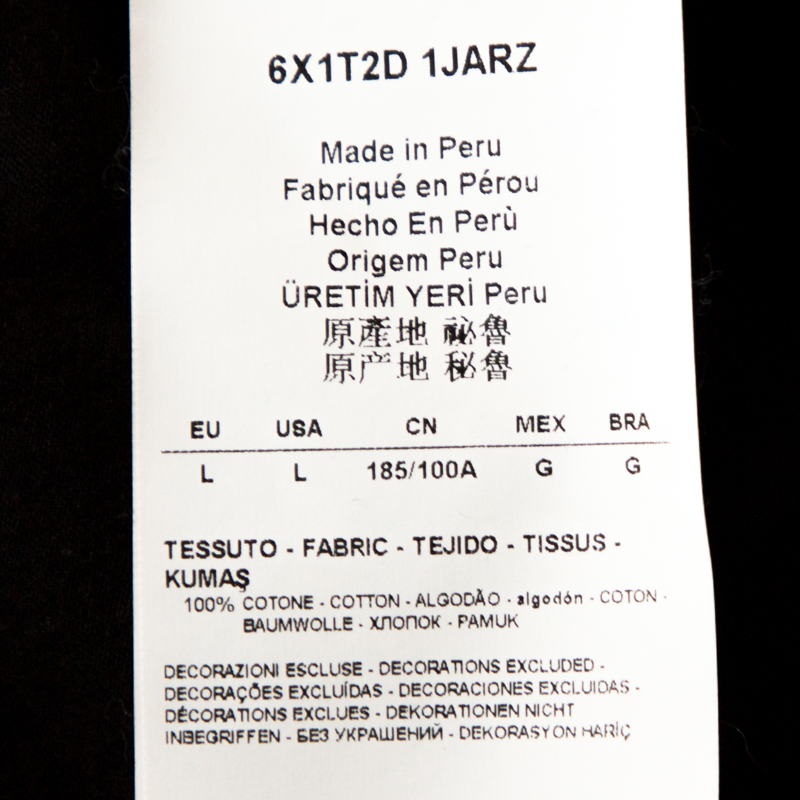 6X1T2D 1JARZ
Made in Peru
Fabriqué en Pérou
Hecho En Perù
Origem Peru
ÜRETİM YERİ Peru
原產地 祕魯
原产地 秘魯
EU USA CN MEX BRA
L L 185/100A G G
TESSUTO - FABRIC - TEJIDO - TISSUS -
KUMAŞ
100% COTONE - COTTON - ALGODÃO - algodón - COTON -
BAUMWOLLE - ХЛОПОК - PAMUK
DECORAZIONI ESCLUSE - DECORATIONS EXCLUDED -
DECORAÇÕES EXCLUÍDAS - DECORACIONES EXCLUIDAS -
DÉCORATIONS EXCLUES - DEKORATIONEN NICHT
INBEGRIFFEN - БЕЗ УКРАШЕНИЙ - DEKORASYON HARİÇ